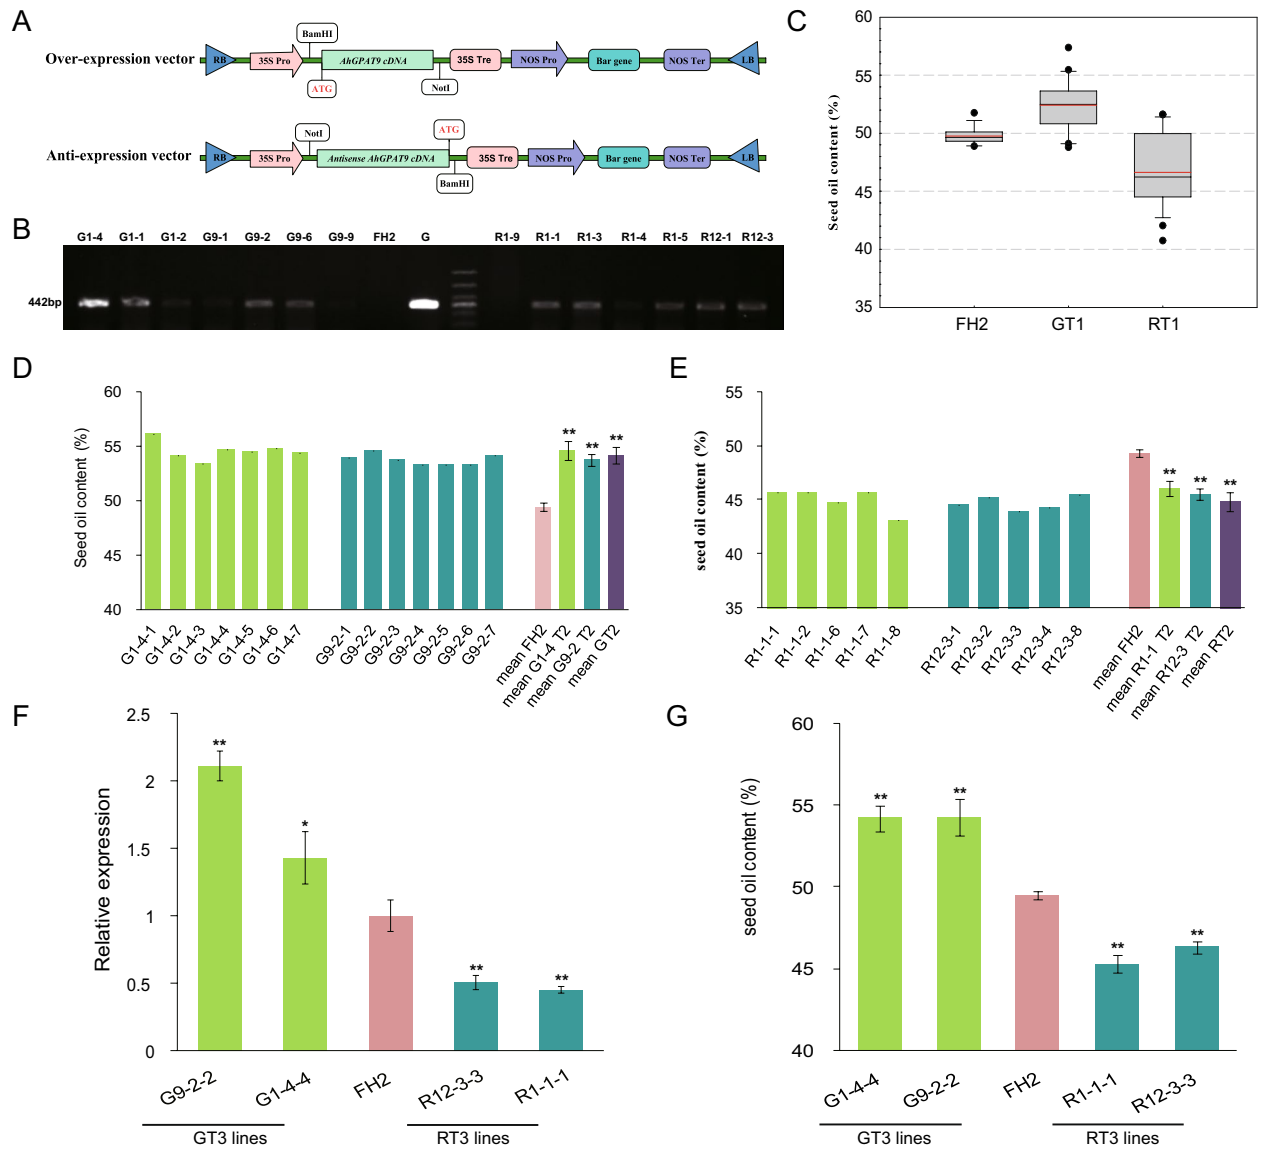 A
Over-expression vector
RB
35S Pro
BamHI
ATG
AhGPAT9 cDNA
NotI
35S Tre
NOS Pro
Bar gene
NOS Ter
LB
Anti-expression vector
RB
35S Pro
NotI
Antisense AhGPAT9 cDNA
ATG
BamHI
35S Tre
NOS Pro
Bar gene
NOS Ter
LB
B
G1-4 G1-1 G1-2 G9-1 G9-2 G9-6 G9-9 FH2 G R1-9 R1-1 R1-3 R1-4 R1-5 R12-1 R12-3
442bp
C
Seed oil content (%)
60
55
50
45
40
35
FH2 GT1 RT1
D
Seed oil content (%)
60
55
50
45
40
** ** **
G1-4-1 G1-4-2 G1-4-3 G1-4-4 G1-4-5 G1-4-6 G1-4-7 G9-2-1 G9-2-2 G9-2-3 G9-2-4 G9-2-5 G9-2-6 G9-2-7 mean FH2 mean G1-4 T2 mean G9-2 T2 mean GT2
E
seed oil content (%)
55
50
45
40
35
** ** **
R1-1-1 R1-1-2 R1-1-6 R1-1-7 R1-1-8 R12-3-1 R12-3-2 R12-3-3 R12-3-4 R12-3-8 mean FH2 mean R1-1 T2 mean R12-3 T2 mean RT2
F
Relative expression
2.5
2
1.5
1
0.5
0
** * ** **
G9-2-2 G1-4-4 FH2 R12-3-3 R1-1-1
GT3 lines RT3 lines
G
seed oil content (%)
60
55
50
45
40
** ** ** **
G1-4-4 G9-2-2 FH2 R1-1-1 R12-3-3
GT3 lines RT3 lines